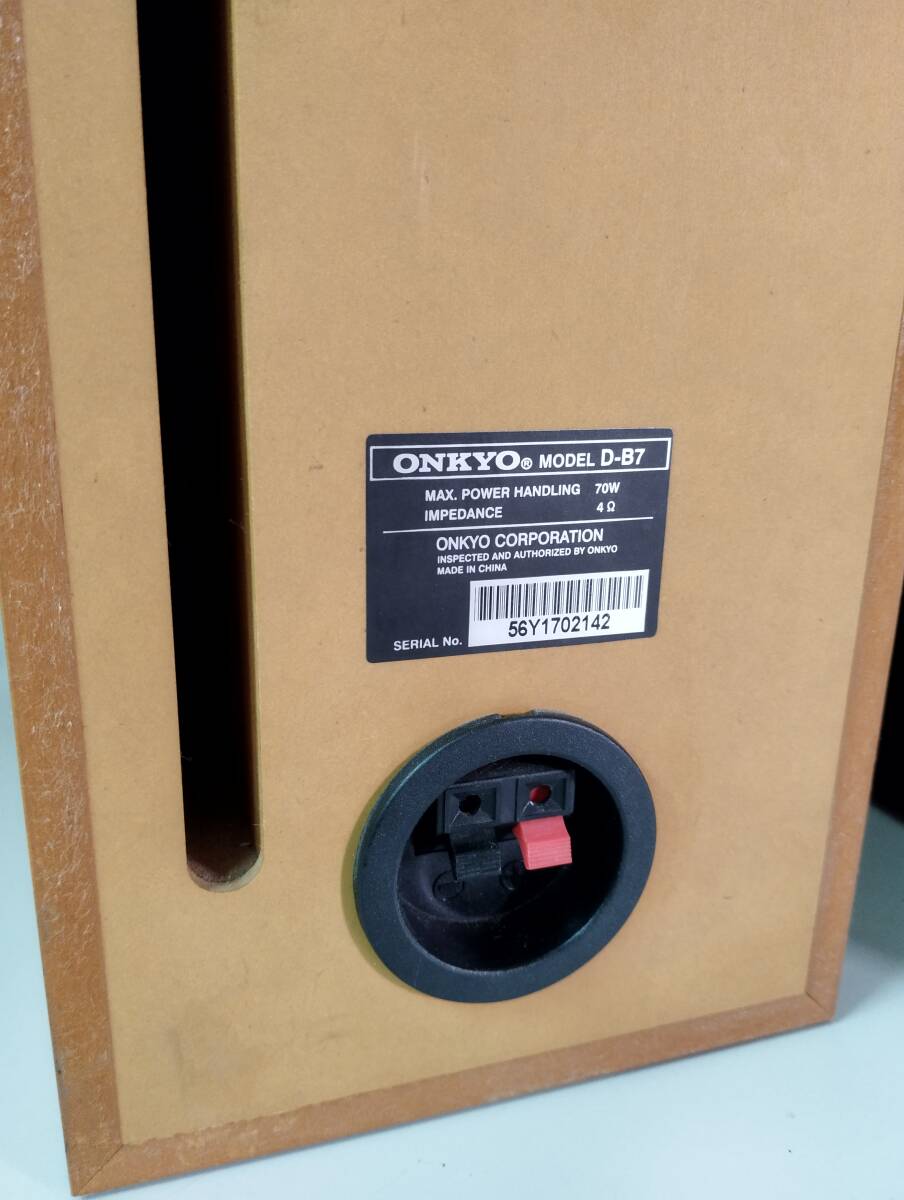 ONKYO® MODEL D-B7
MAX. POWER HANDLING 70W
IMPEDANCE 4 Ω
ONKYO CORPORATION
INSPECTED AND AUTHORIZED BY ONKYO
MADE IN CHINA
56Y1702142
SERIAL No.